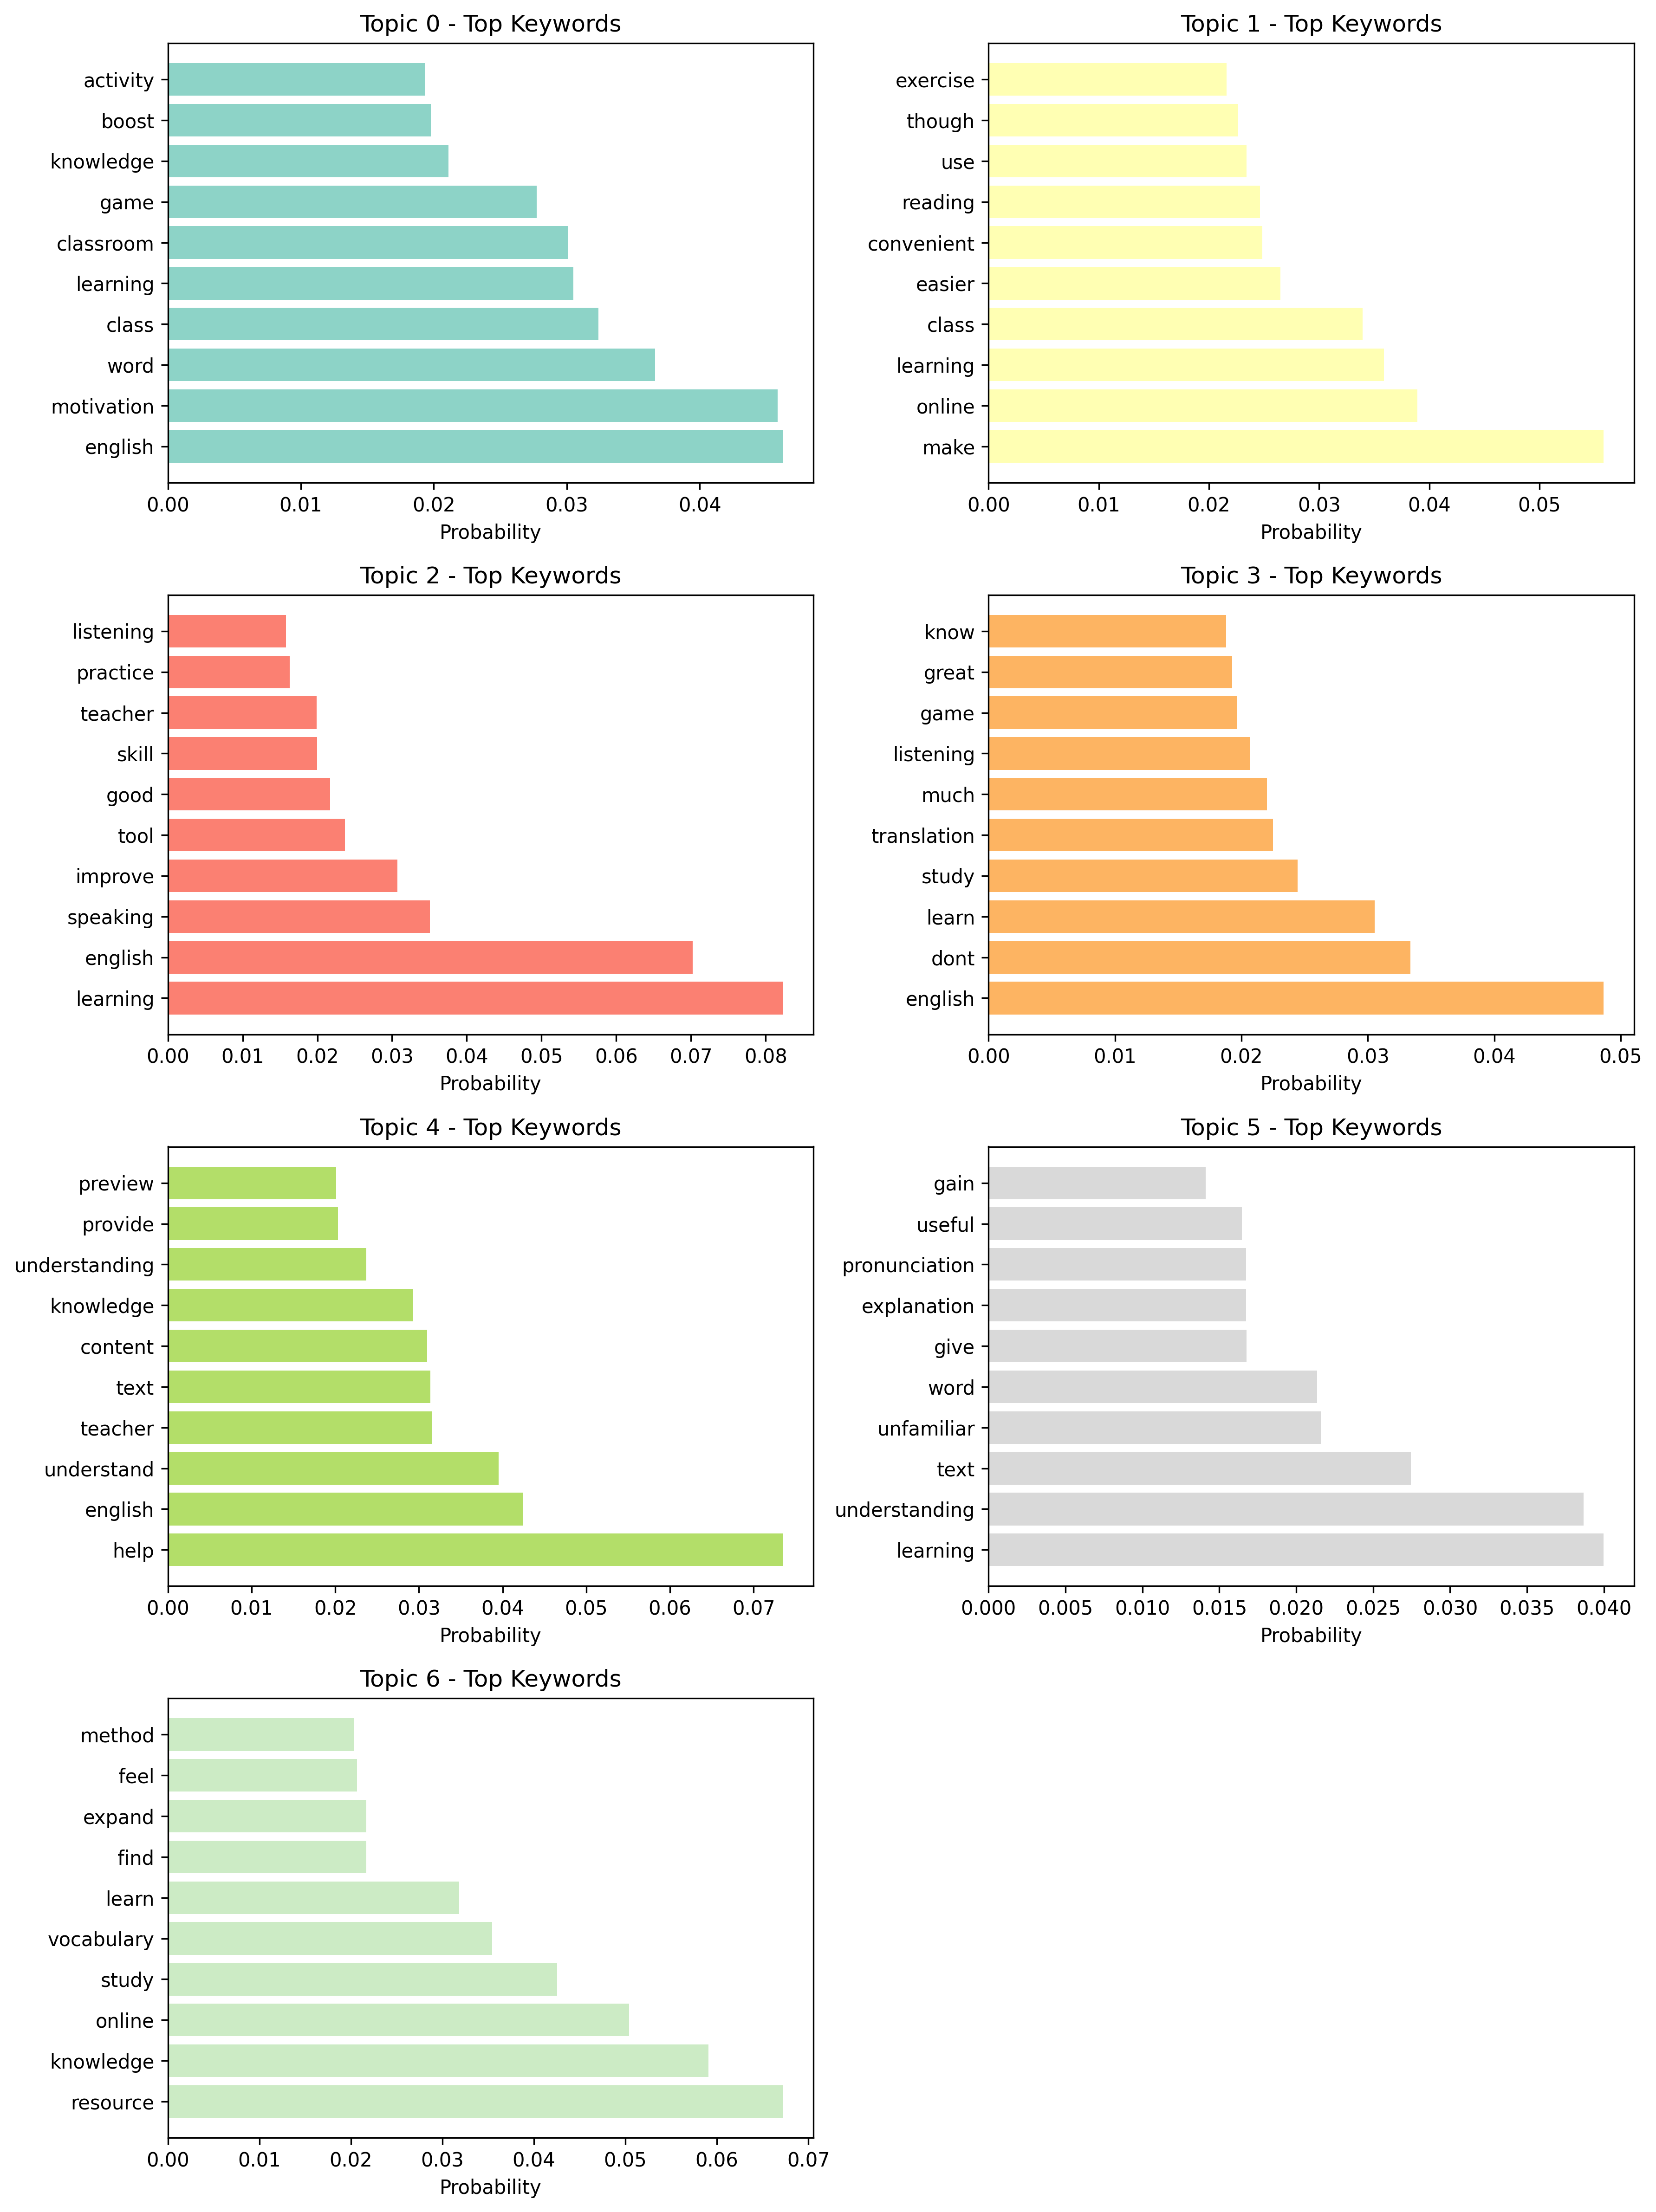 Topic 0 - Top Keywords
activity
boost
knowledge
game
classroom
learning
class
word
motivation
english
0.00 0.01 0.02 0.03 0.04
Probability
Topic 1 - Top Keywords
exercise
though
use
reading
convenient
easier
class
learning
online
make
0.00 0.01 0.02 0.03 0.04 0.05
Probability
Topic 2 - Top Keywords
listening
practice
teacher
skill
good
tool
improve
speaking
english
learning
0.00 0.01 0.02 0.03 0.04 0.05 0.06 0.07 0.08
Probability
Topic 3 - Top Keywords
know
great
game
listening
much
translation
study
learn
dont
english
0.00 0.01 0.02 0.03 0.04 0.05
Probability
Topic 4 - Top Keywords
preview
provide
understanding
knowledge
content
text
teacher
understand
english
help
0.00 0.01 0.02 0.03 0.04 0.05 0.06 0.07
Probability
Topic 5 - Top Keywords
gain
useful
pronunciation
explanation
give
word
unfamiliar
text
understanding
learning
0.000 0.005 0.010 0.015 0.020 0.025 0.030 0.035 0.040
Probability
Topic 6 - Top Keywords
method
feel
expand
find
learn
vocabulary
study
online
knowledge
resource
0.00 0.01 0.02 0.03 0.04 0.05 0.06 0.07
Probability